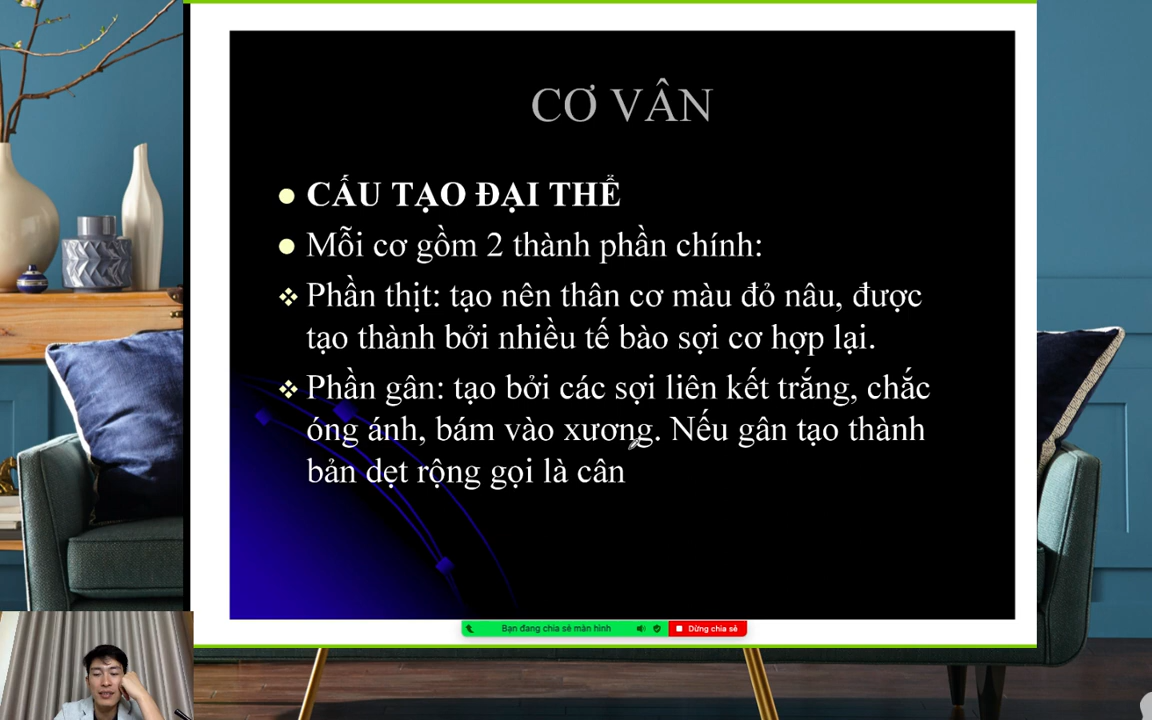 CƠ VÂN
CẤU TẠO ĐẠI THỂ
Mỗi cơ gồm 2 thành phần chính:
Phần thịt: tạo nên thân cơ màu đỏ nâu, được
tạo thành bởi nhiều tế bào sợi cơ hợp lại.
Phần gân: tạo bởi các sợi liên kết trắng, chắc
óng ánh, bám vào xương. Nếu gân tạo thành
bản dẹt rộng gọi là cân
Bạn đang chia sẻ màn hình
Dừng chia sẻ